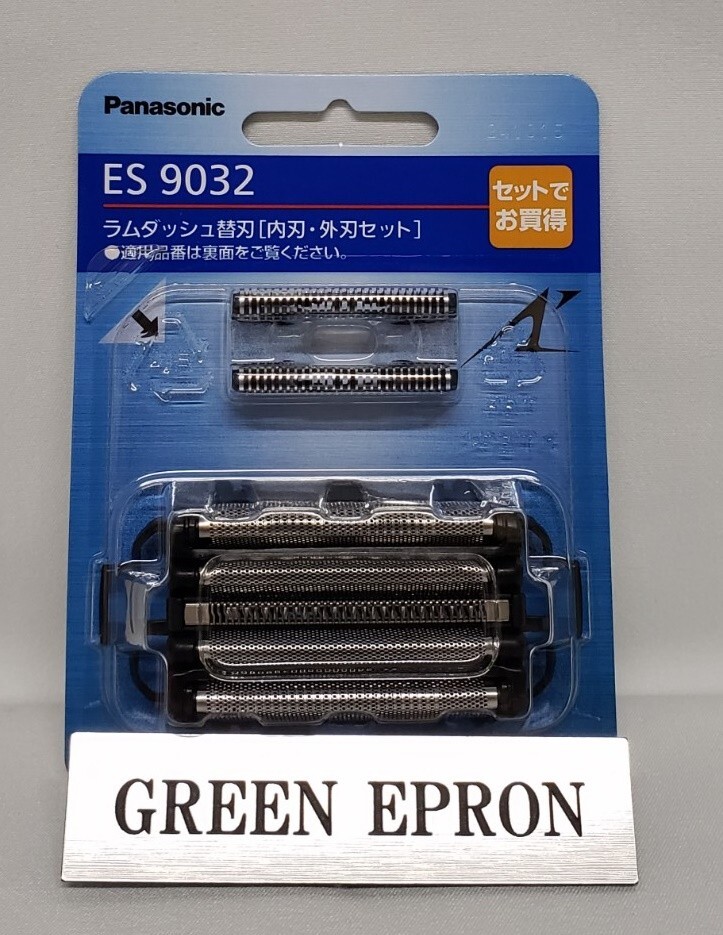 Panasonic
ES 9032
セットで
お買得
ラムダッシュ替刃[内刃・外刃セット]
●適用品番は裏面をご覧ください。
GREEN EPRON